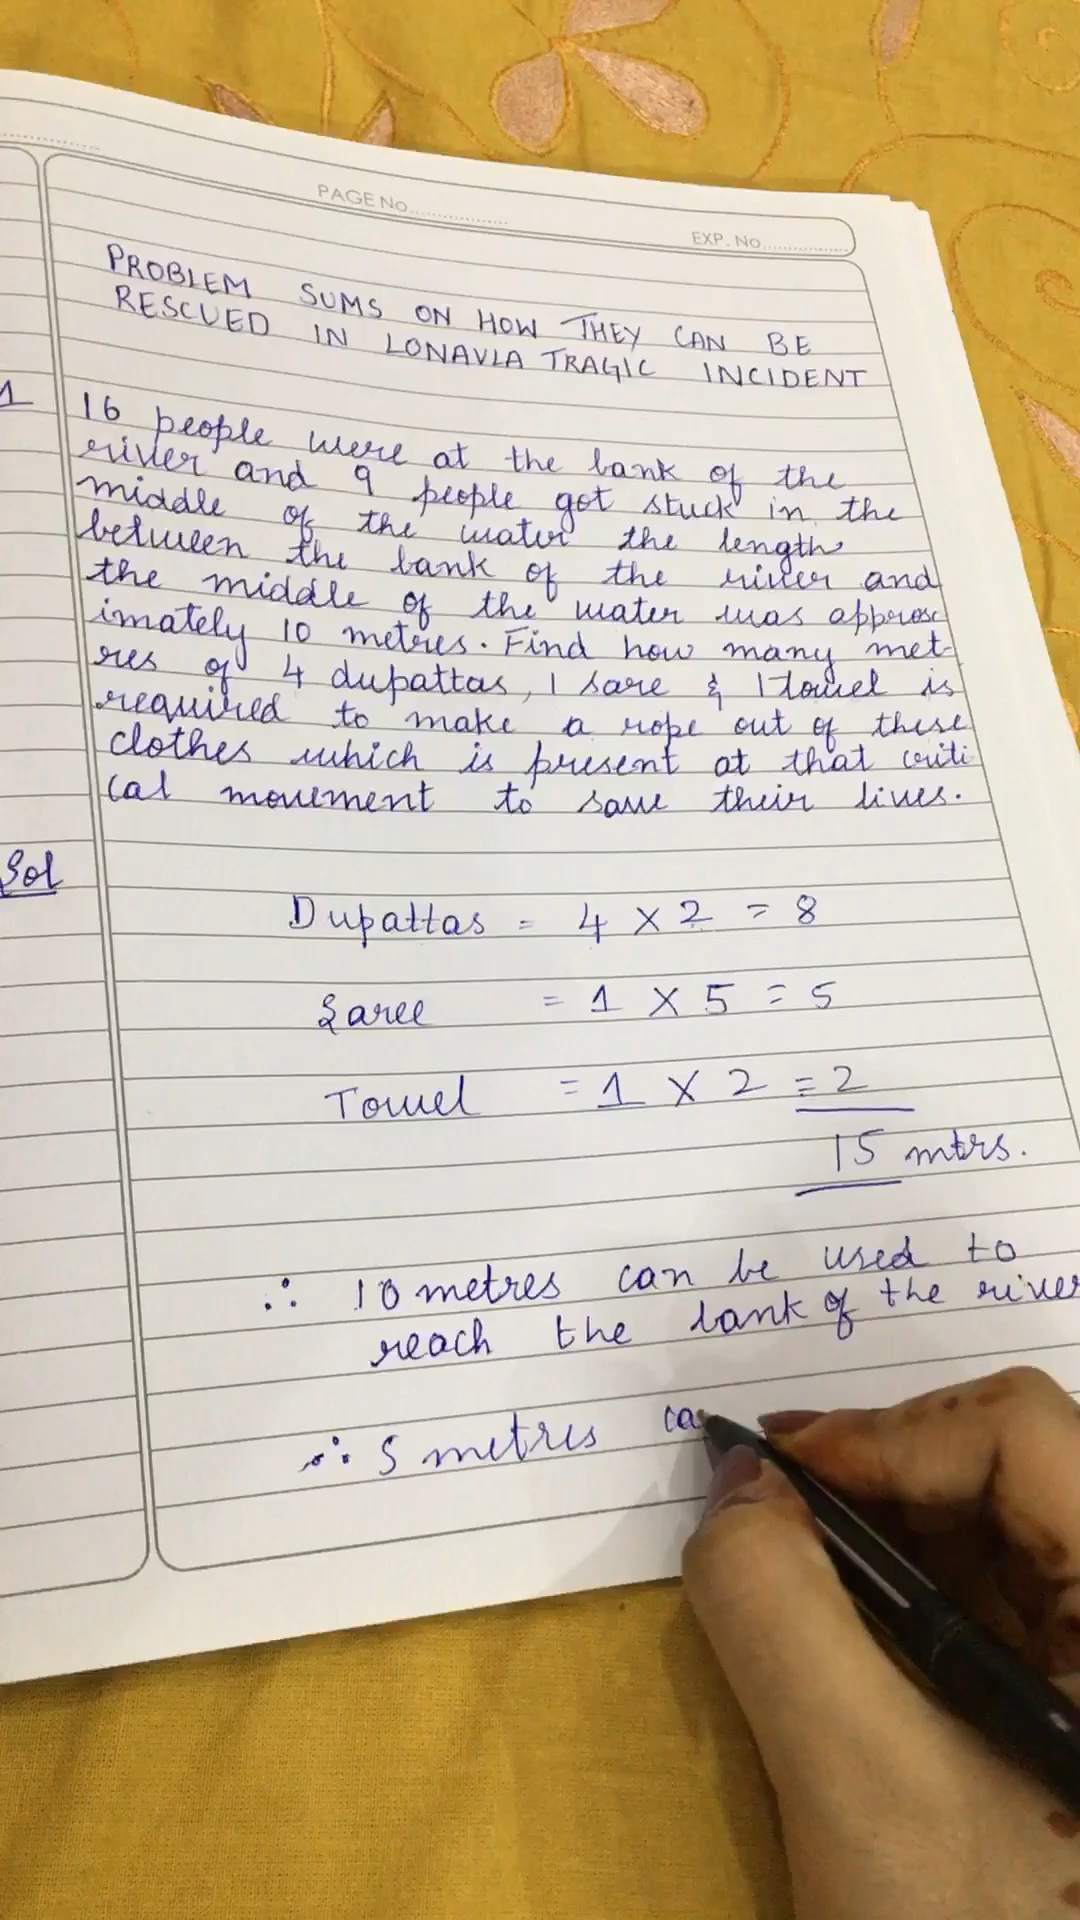 PAGE No.
EXP. No.
PROBLEM SUMS ON HOW THEY CAN BE
RESCUED IN LONAVLA TRAGIC INCIDENT
1 16 people were at the bank of the
river and 9 people got stuck in the
middle of the water the length
between the bank of the river and
the middle of the water was approx
imately 10 metres. Find how many met-
res of 4 dupattas, 1 sare & 1 towel is
required to make a rope out of these
clothes which is present at that criti
cal movement to save their lives.
Sol
Dupattas = 4 X 2 = 8
Saree = 1 X 5 = 5
Towel = 1 X 2 = 2
15 mtrs.
∴ 10 metres can be used to
reach the bank of the river
∴ 5 metres ca